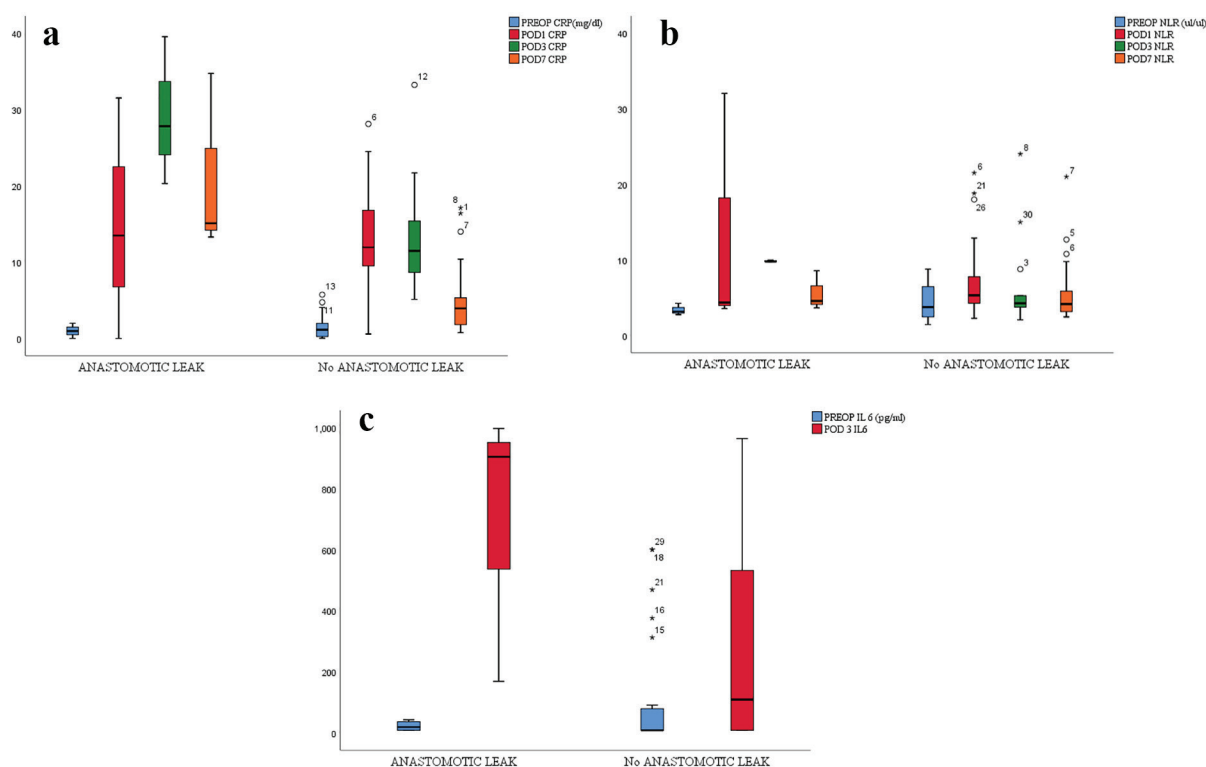 a
PREOP CRP(mg/dl)
POD1 CRP
POD3 CRP
POD7 CRP
40
30
20
10
0
6
12
8
1
7
13
11
ANASTOMOTIC LEAK
No ANASTOMOTIC LEAK
b
PREOP NLR (ul/ul)
POD1 NLR
POD3 NLR
POD7 NLR
40
30
20
10
0
6
21
26
8
30
3
7
5
6
ANASTOMOTIC LEAK
No ANASTOMOTIC LEAK
c
PREOP IL 6 (pg/ml)
POD 3 IL6
1,000
800
600
400
200
0
29
18
21
16
15
ANASTOMOTIC LEAK
No ANASTOMOTIC LEAK